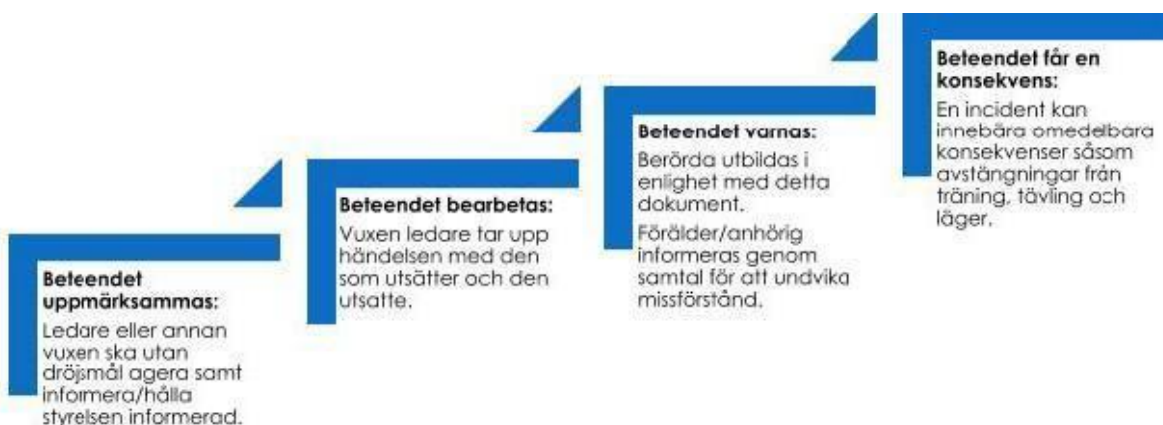 Beteendet
uppmärksammas:
Ledare eller annan
vuxen ska utan
dröjsmål agera samt
informera/hålla
styrelsen informerad.
Beteendet bearbetas:
Vuxen ledare tar upp
händelsen med den
som utsätter och den
utsatte.
Beteendet varnas:
Berörda utbildas i
enlighet med detta
dokument.
Förälder/anhörig
informeras genom
samtal för att undvika
missförstånd.
Beteendet får en
konsekvens:
En incident kan
innebära omedelbara
konsekvenser såsom
avstängningar från
träning, tävling och
läger.